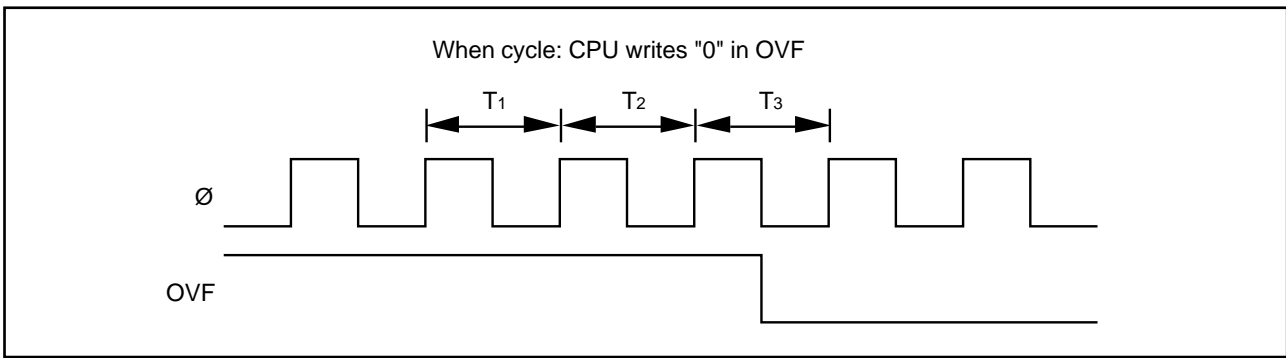 When cycle: CPU writes "0" in OVF
T1 T2 T3
Ø
OVF